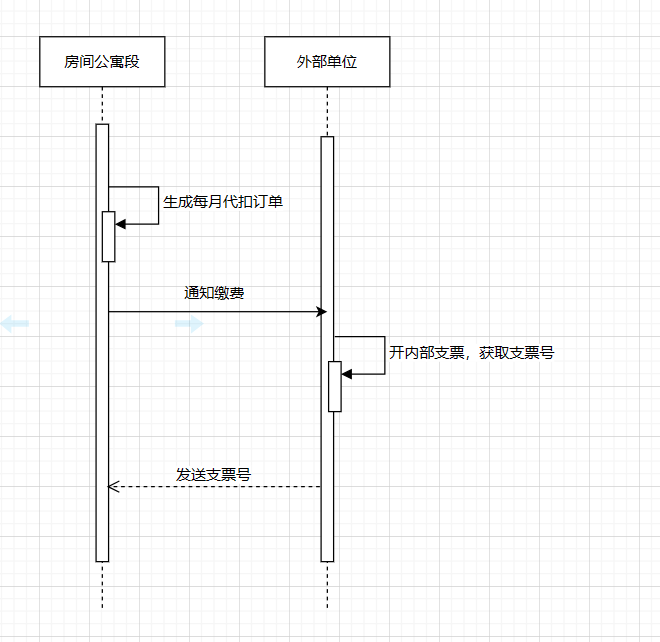 房间公寓段
外部单位
生成每月代扣订单
通知缴费
开内部支票，获取支票号
发送支票号